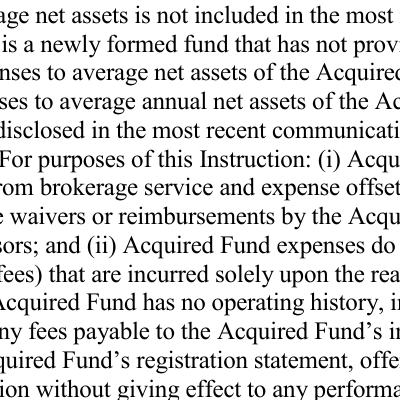 age net assets is not included in the most
is a newly formed fund that has not prov
nses to average net assets of the Acquired
ses to average annual net assets of the Ac
disclosed in the most recent communicati
For purposes of this Instruction: (i) Acqu
rom brokerage service and expense offset
e waivers or reimbursements by the Acqu
sors; and (ii) Acquired Fund expenses do
fees) that are incurred solely upon the rea
Acquired Fund has no operating history, i
ny fees payable to the Acquired Fund’s i
quired Fund’s registration statement, offe
ion without giving effect to any performa